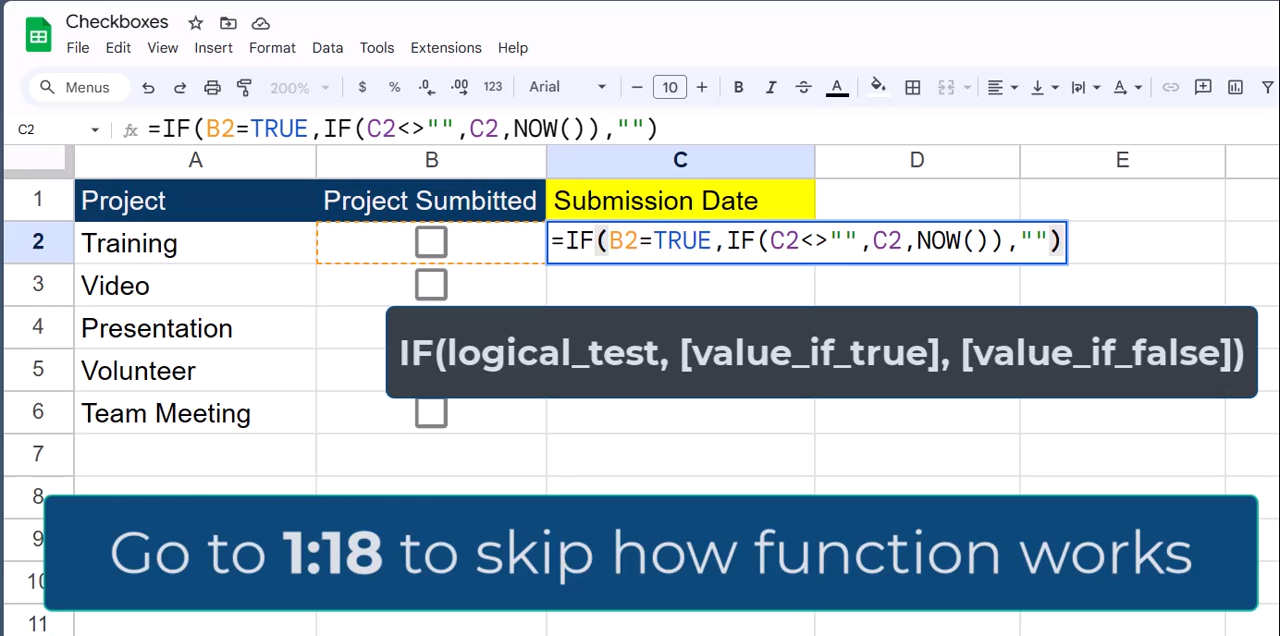 Checkboxes
File Edit View Insert Format Data Tools Extensions Help
Menus 200% $ % .0 .00 123 Arial - 10 + B I S A
C2 fx =IF(B2=TRUE,IF(C2<>"",C2,NOW()),"")
A B C D E
1 Project Project Sumbitted Submission Date
2 Training =IF(B2=TRUE,IF(C2<>"",C2,NOW()),"")
3 Video
4 Presentation
IF(logical_test, [value_if_true], [value_if_false])
5 Volunteer
6 Team Meeting
7
8
Go to 1:18 to skip how function works
9
10
11